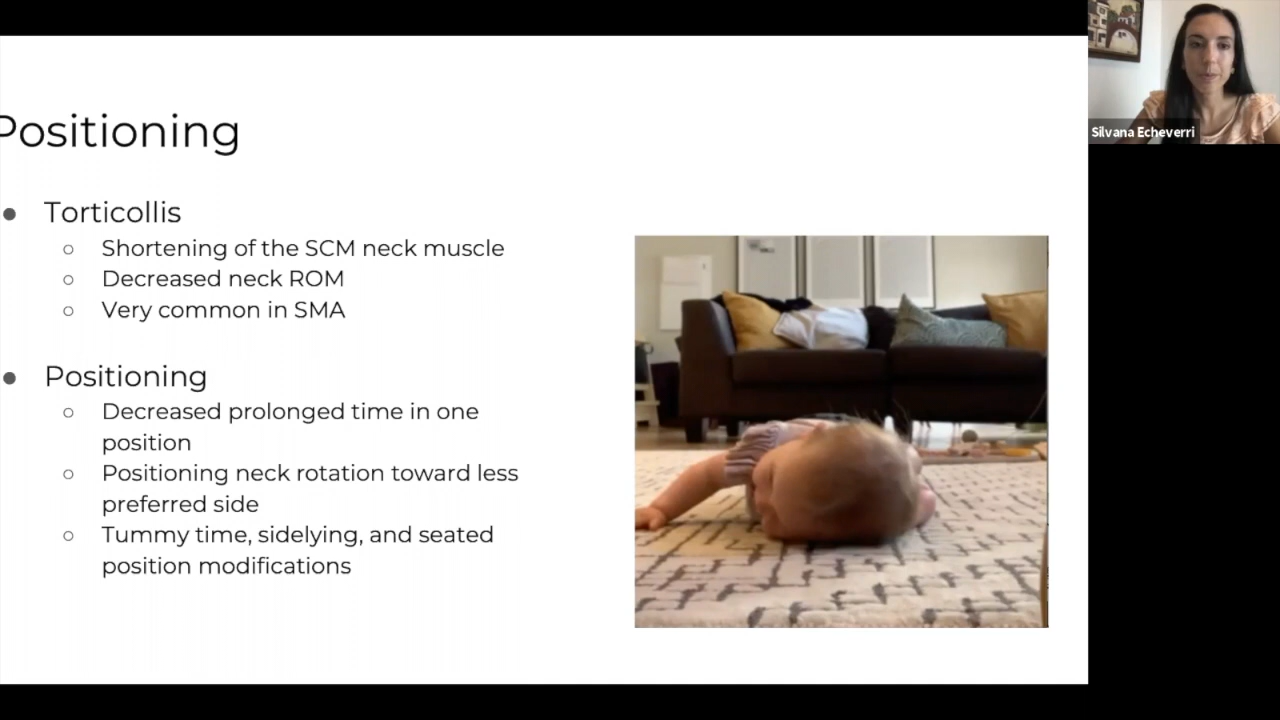 Positioning
Silvana Echeverri
● Torticollis
○ Shortening of the SCM neck muscle
○ Decreased neck ROM
○ Very common in SMA
● Positioning
○ Decreased prolonged time in one
position
○ Positioning neck rotation toward less
preferred side
○ Tummy time, sidelying, and seated
position modifications